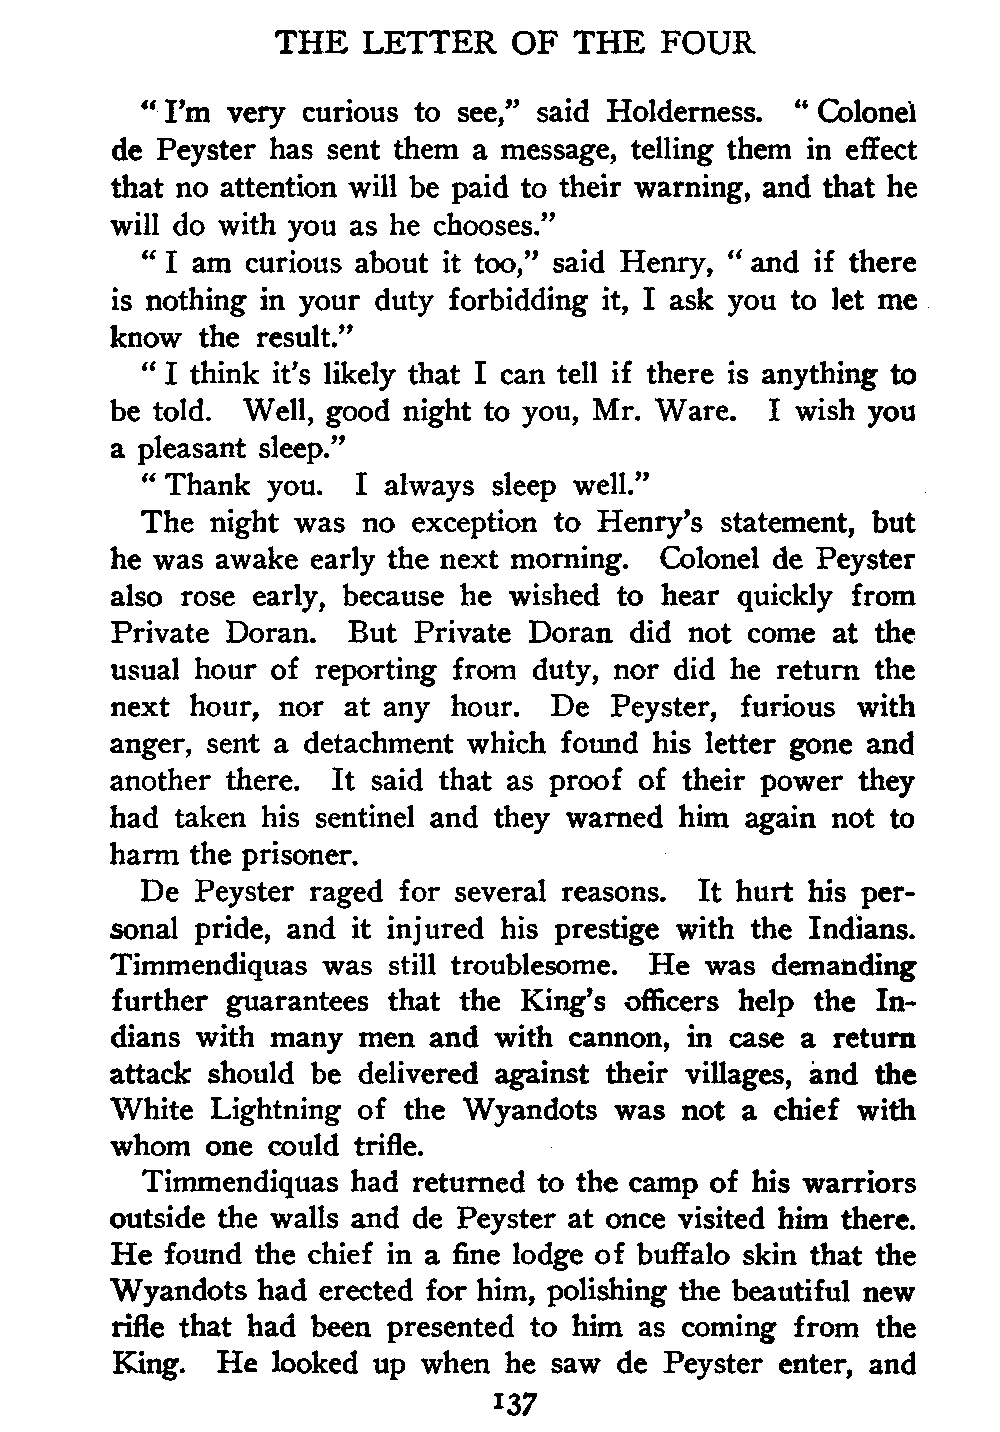 THE LETTER OF THE FOUR
“ I’m very curious to see,” said Holderness. “ Colonel
de Peyster has sent them a message, telling them in effect
that no attention will be paid to their warning, and that he
will do with you as he chooses.”
“ I am curious about it too,” said Henry, “ and if there
is nothing in your duty forbidding it, I ask you to let me
know the result.”
“ I think it’s likely that I can tell if there is anything to
be told. Well, good night to you, Mr. Ware. I wish you
a pleasant sleep.”
“ Thank you. I always sleep well.”
The night was no exception to Henry’s statement, but
he was awake early the next morning. Colonel de Peyster
also rose early, because he wished to hear quickly from
Private Doran. But Private Doran did not come at the
usual hour of reporting from duty, nor did he return the
next hour, nor at any hour. De Peyster, furious with
anger, sent a detachment which found his letter gone and
another there. It said that as proof of their power they
had taken his sentinel and they warned him again not to
harm the prisoner.
De Peyster raged for several reasons. It hurt his per-
sonal pride, and it injured his prestige with the Indians.
Timmendiquas was still troublesome. He was demanding
further guarantees that the King’s officers help the In-
dians with many men and with cannon, in case a return
attack should be delivered against their villages, and the
White Lightning of the Wyandots was not a chief with
whom one could trifle.
Timmendiquas had returned to the camp of his warriors
outside the walls and de Peyster at once visited him there.
He found the chief in a fine lodge of buffalo skin that the
Wyandots had erected for him, polishing the beautiful new
rifle that had been presented to him as coming from the
King. He looked up when he saw de Peyster enter, and
137